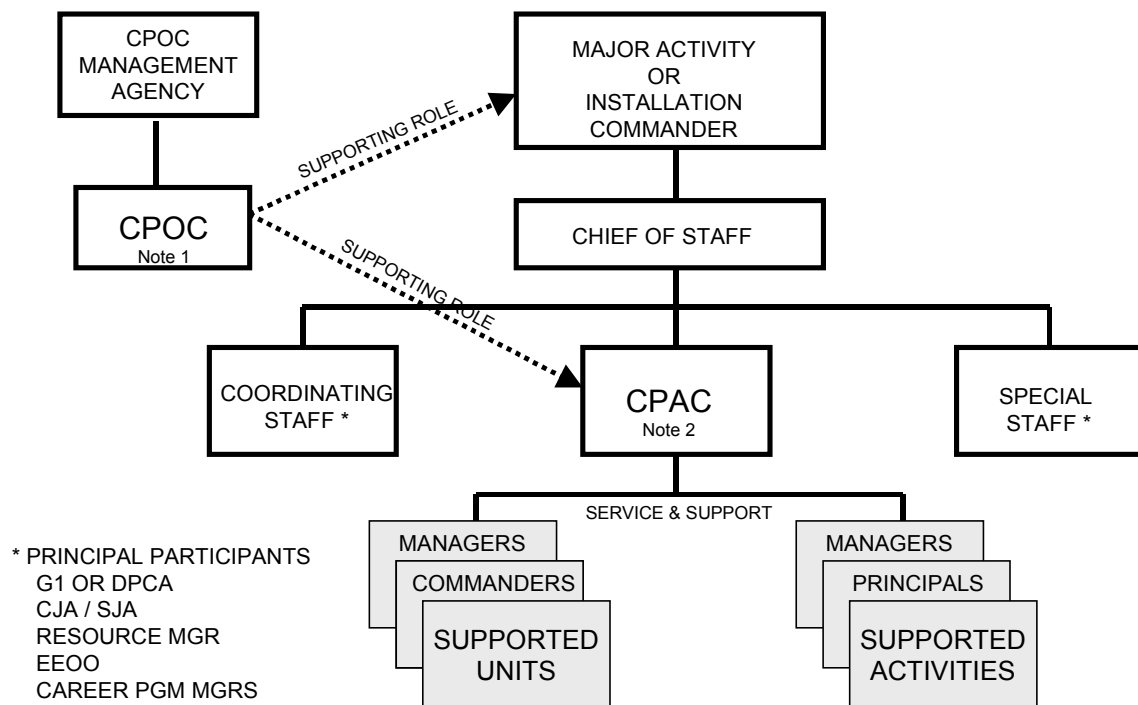 CPOC
MANAGEMENT
AGENCY
MAJOR ACTIVITY
OR
INSTALLATION
COMMANDER
SUPPORTING ROLE
CPOC
Note 1
CHIEF OF STAFF
SUPPORTING ROLE
COORDINATING
STAFF *
CPAC
Note 2
SPECIAL
STAFF *
SERVICE & SUPPORT
MANAGERS
COMMANDERS
SUPPORTED
UNITS
MANAGERS
PRINCIPALS
SUPPORTED
ACTIVITIES
* PRINCIPAL PARTICIPANTS
G1 OR DPCA
CJA / SJA
RESOURCE MGR
EEOO
CAREER PGM MGRS